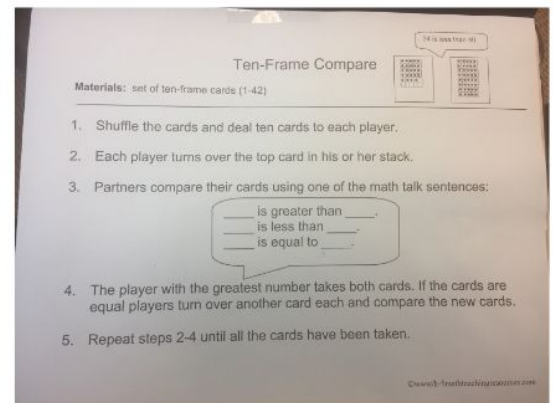 is less than
Ten-Frame Compare
Materials: set of ten-frame cards (1-42)
1. Shuffle the cards and deal ten cards to each player.
2. Each player turns over the top card in his or her stack.
3. Partners compare their cards using one of the math talk sentences:
____ is greater than ____.
____ is less than ____.
____ is equal to ____.
4. The player with the greatest number takes both cards. If the cards are
equal players turn over another card each and compare the new cards.
5. Repeat steps 2-4 until all the cards have been taken.